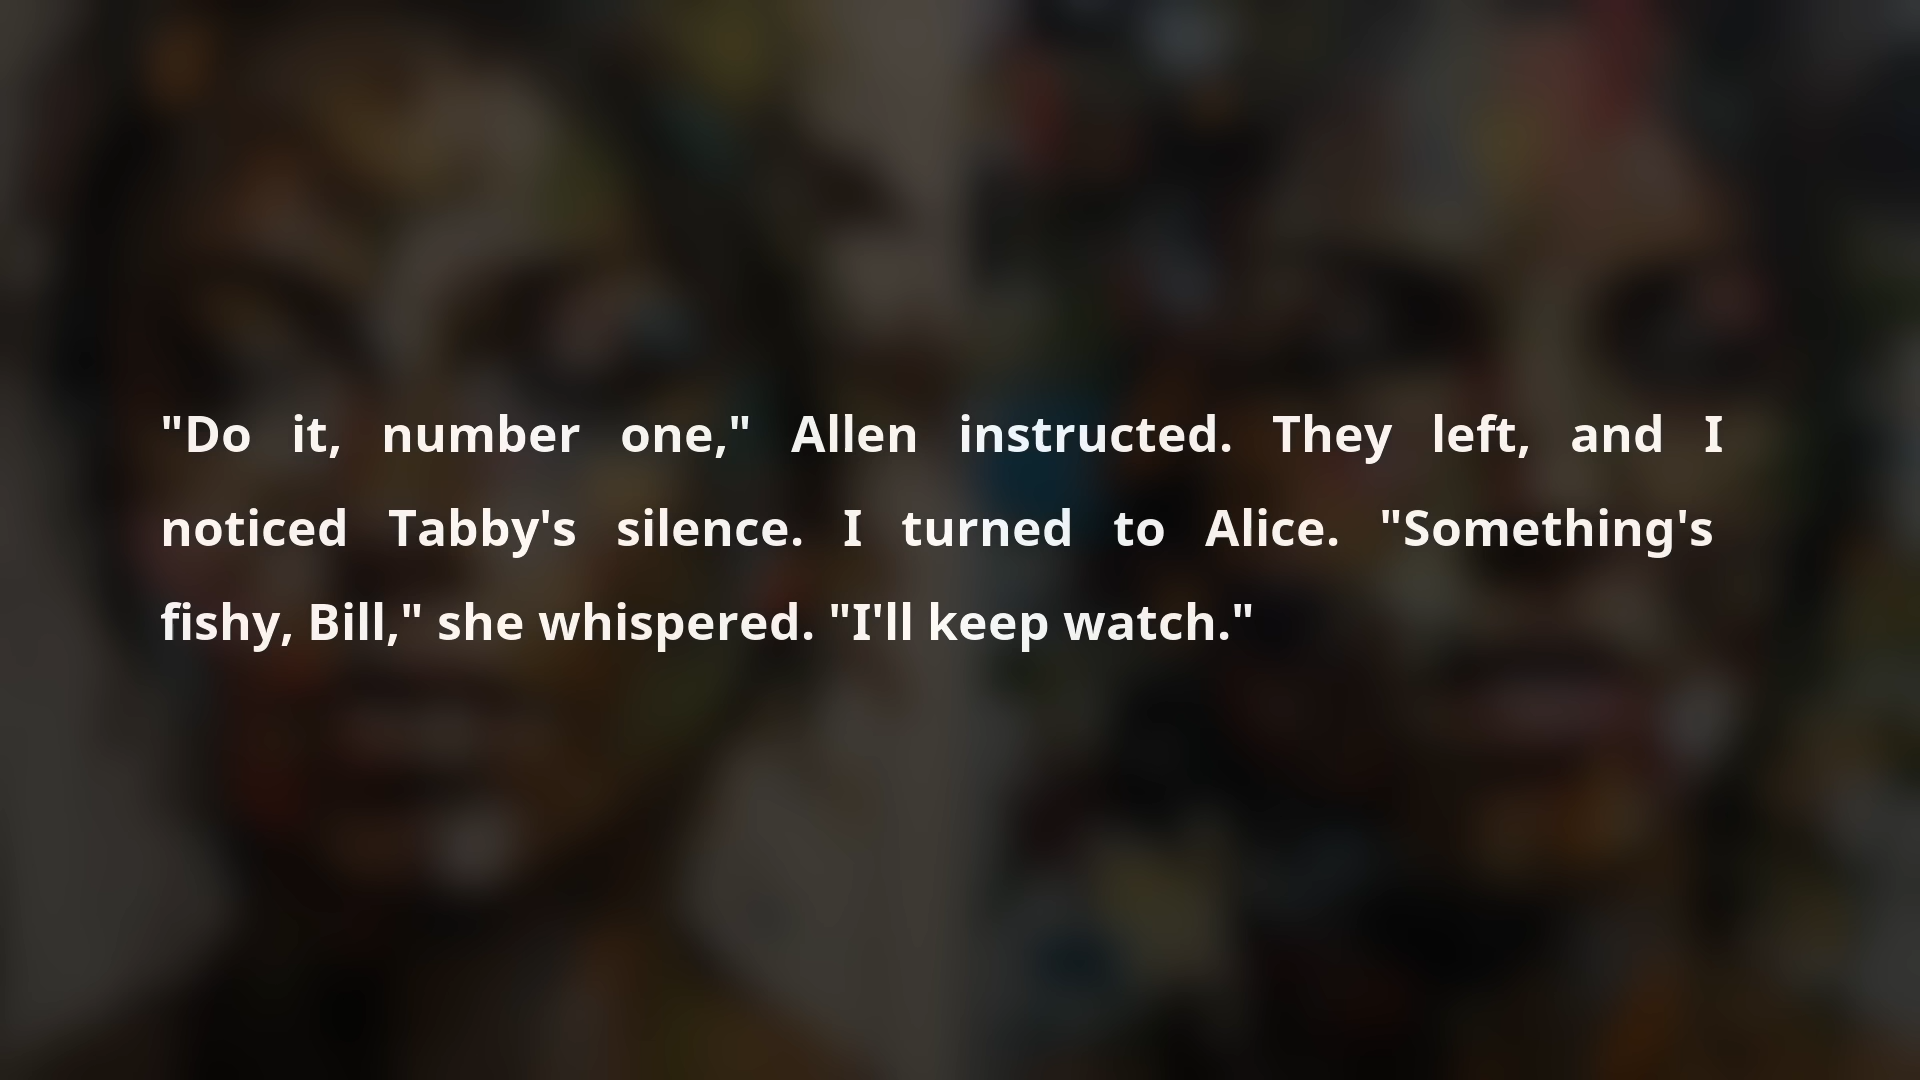 "Do it, number one," Allen instructed. They left, and I
noticed Tabby's silence. I turned to Alice. "Something's
fishy, Bill," she whispered. "I'll keep watch."